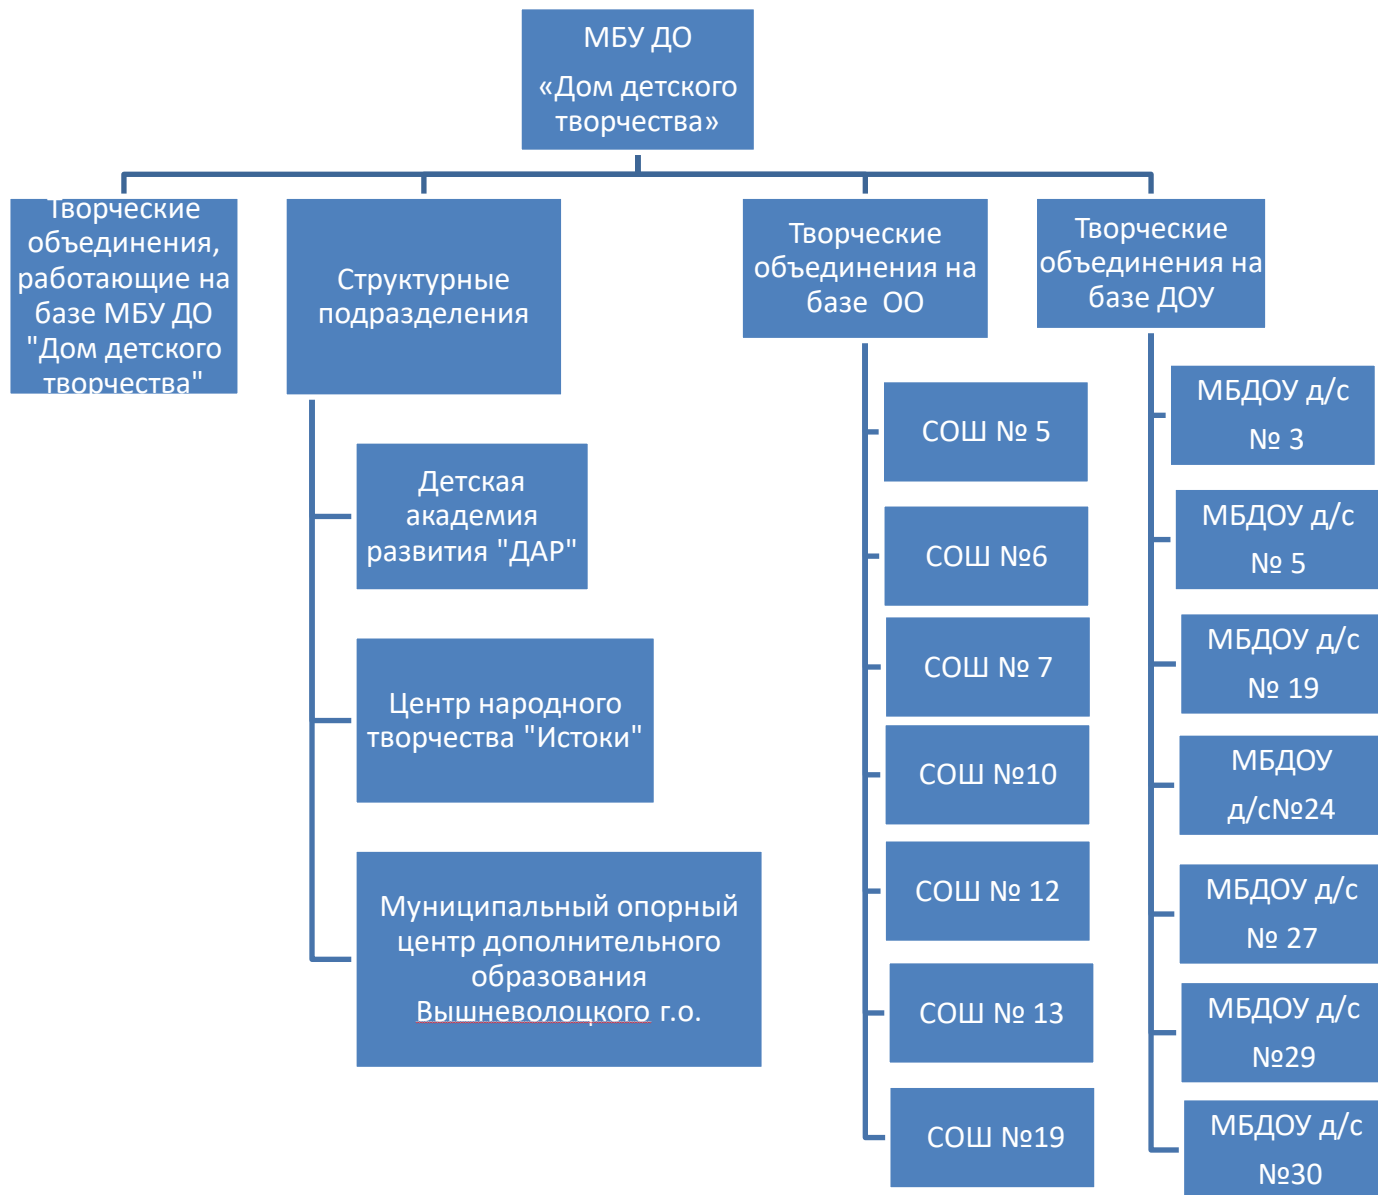 МБУ ДО
«Дом детского
творчества»
Творческие
объединения,
работающие на
базе МБУ ДО
"Дом детского
творчества"
Структурные
подразделения
Детская
академия
развития "ДАР"
Центр народного
творчества "Истоки"
Муниципальный опорный
центр дополнительного
образования
Вышневолоцкого г.о.
Творческие
объединения на
базе  ОО
СОШ № 5
СОШ №6
СОШ № 7
СОШ №10
СОШ № 12
СОШ № 13
СОШ №19
Творческие
объединения на
базе ДОУ
МБДОУ д/с
№ 3
МБДОУ д/с
№ 5
МБДОУ д/с
№ 19
МБДОУ
д/с№24
МБДОУ д/с
№ 27
МБДОУ д/с
№29
МБДОУ д/с
№30